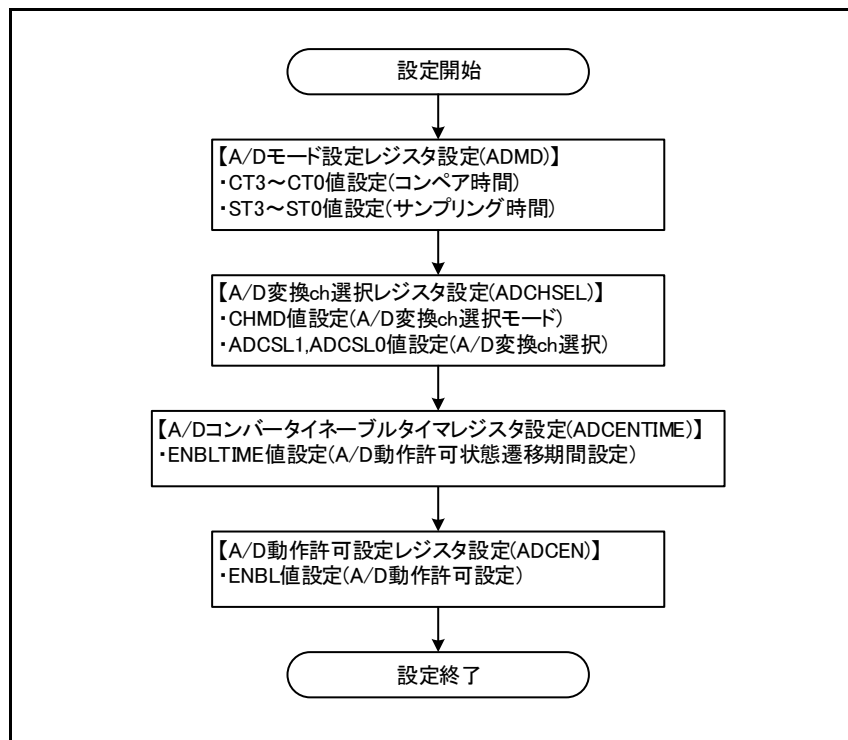 設定開始
【A/Dモード設定レジスタ設定(ADMD)】
・CT3～CT0値設定(コンペア時間)
・ST3～ST0値設定(サンプリング時間)
【A/D変換ch選択レジスタ設定(ADCHSEL)】
・CHMD値設定(A/D変換ch選択モード)
・ADCSL1,ADCSL0値設定(A/D変換ch選択)
【A/Dコンバータイネーブルタイマレジスタ設定(ADCENTIME)】
・ENBLTIME値設定(A/D動作許可状態遷移期間設定)
【A/D動作許可設定レジスタ設定(ADCEN)】
・ENBL値設定(A/D動作許可設定)
設定終了